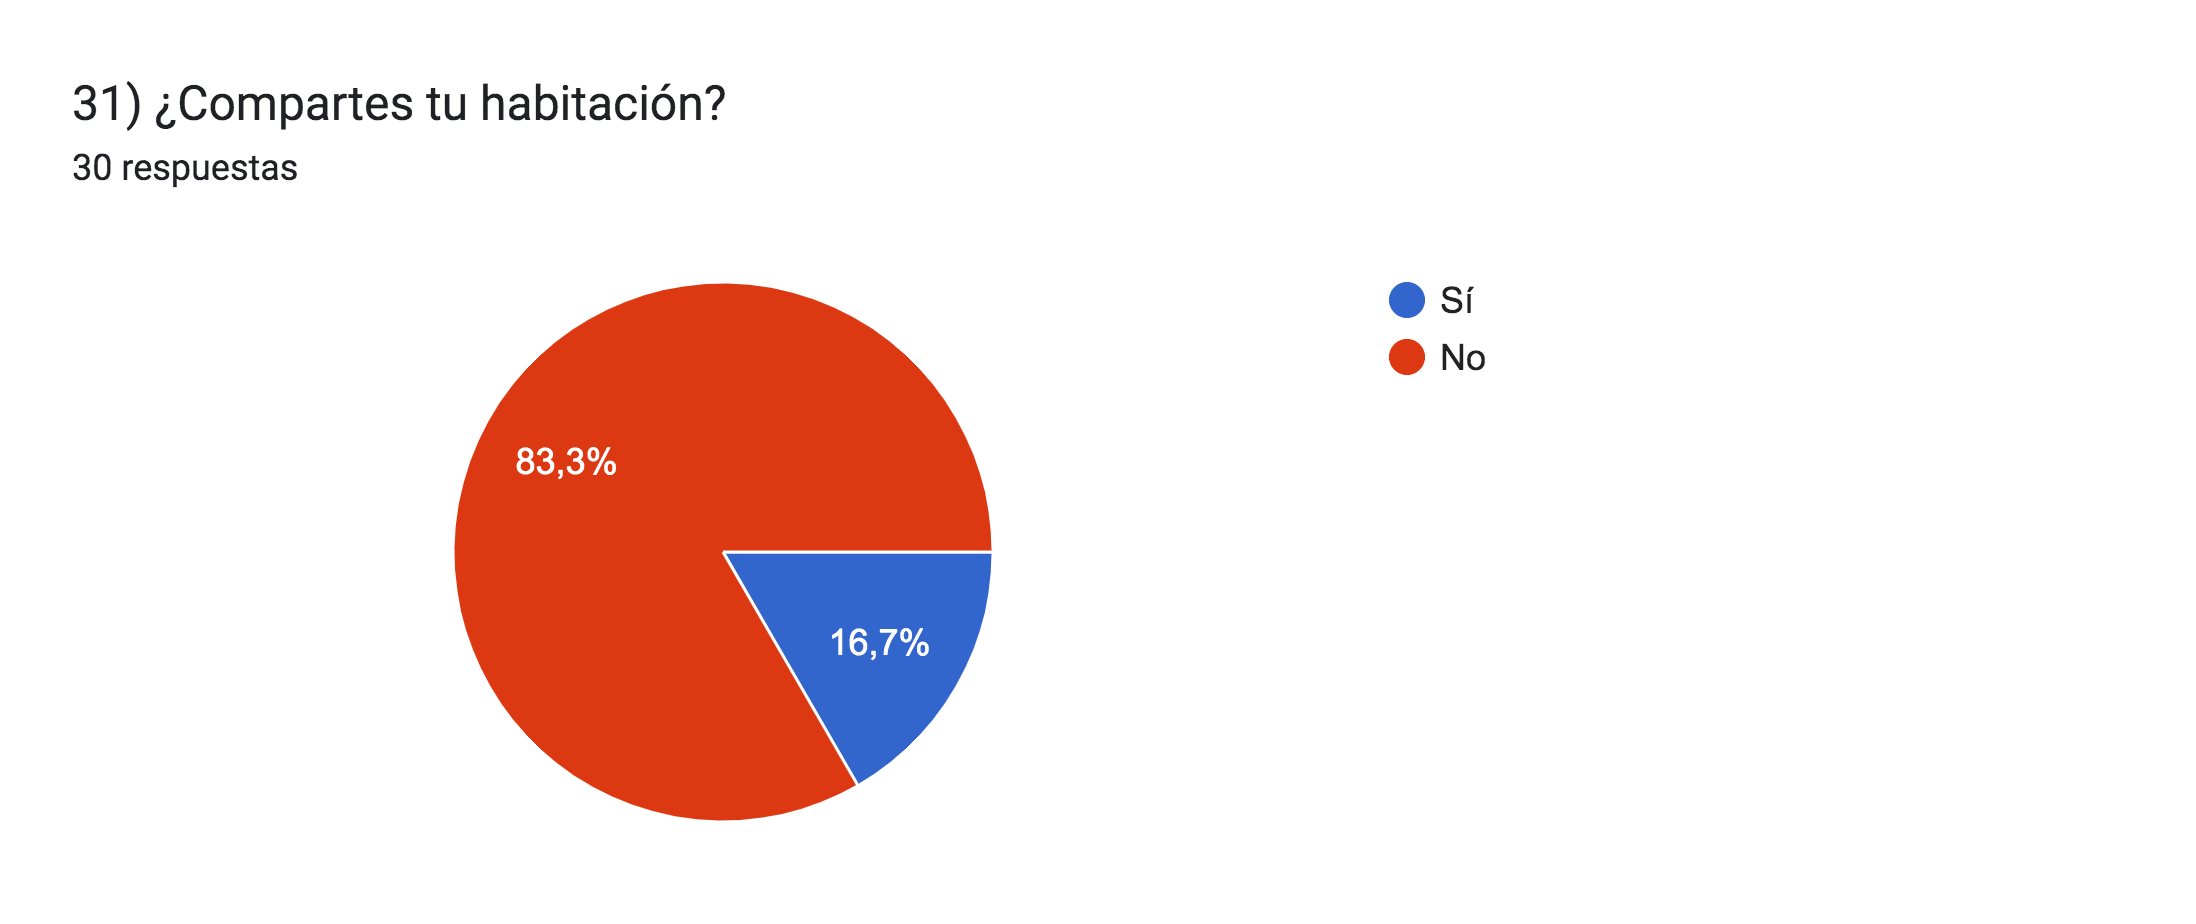 31) ¿Compartes tu habitación?
30 respuestas
Sí
No
83,3%
16,7%